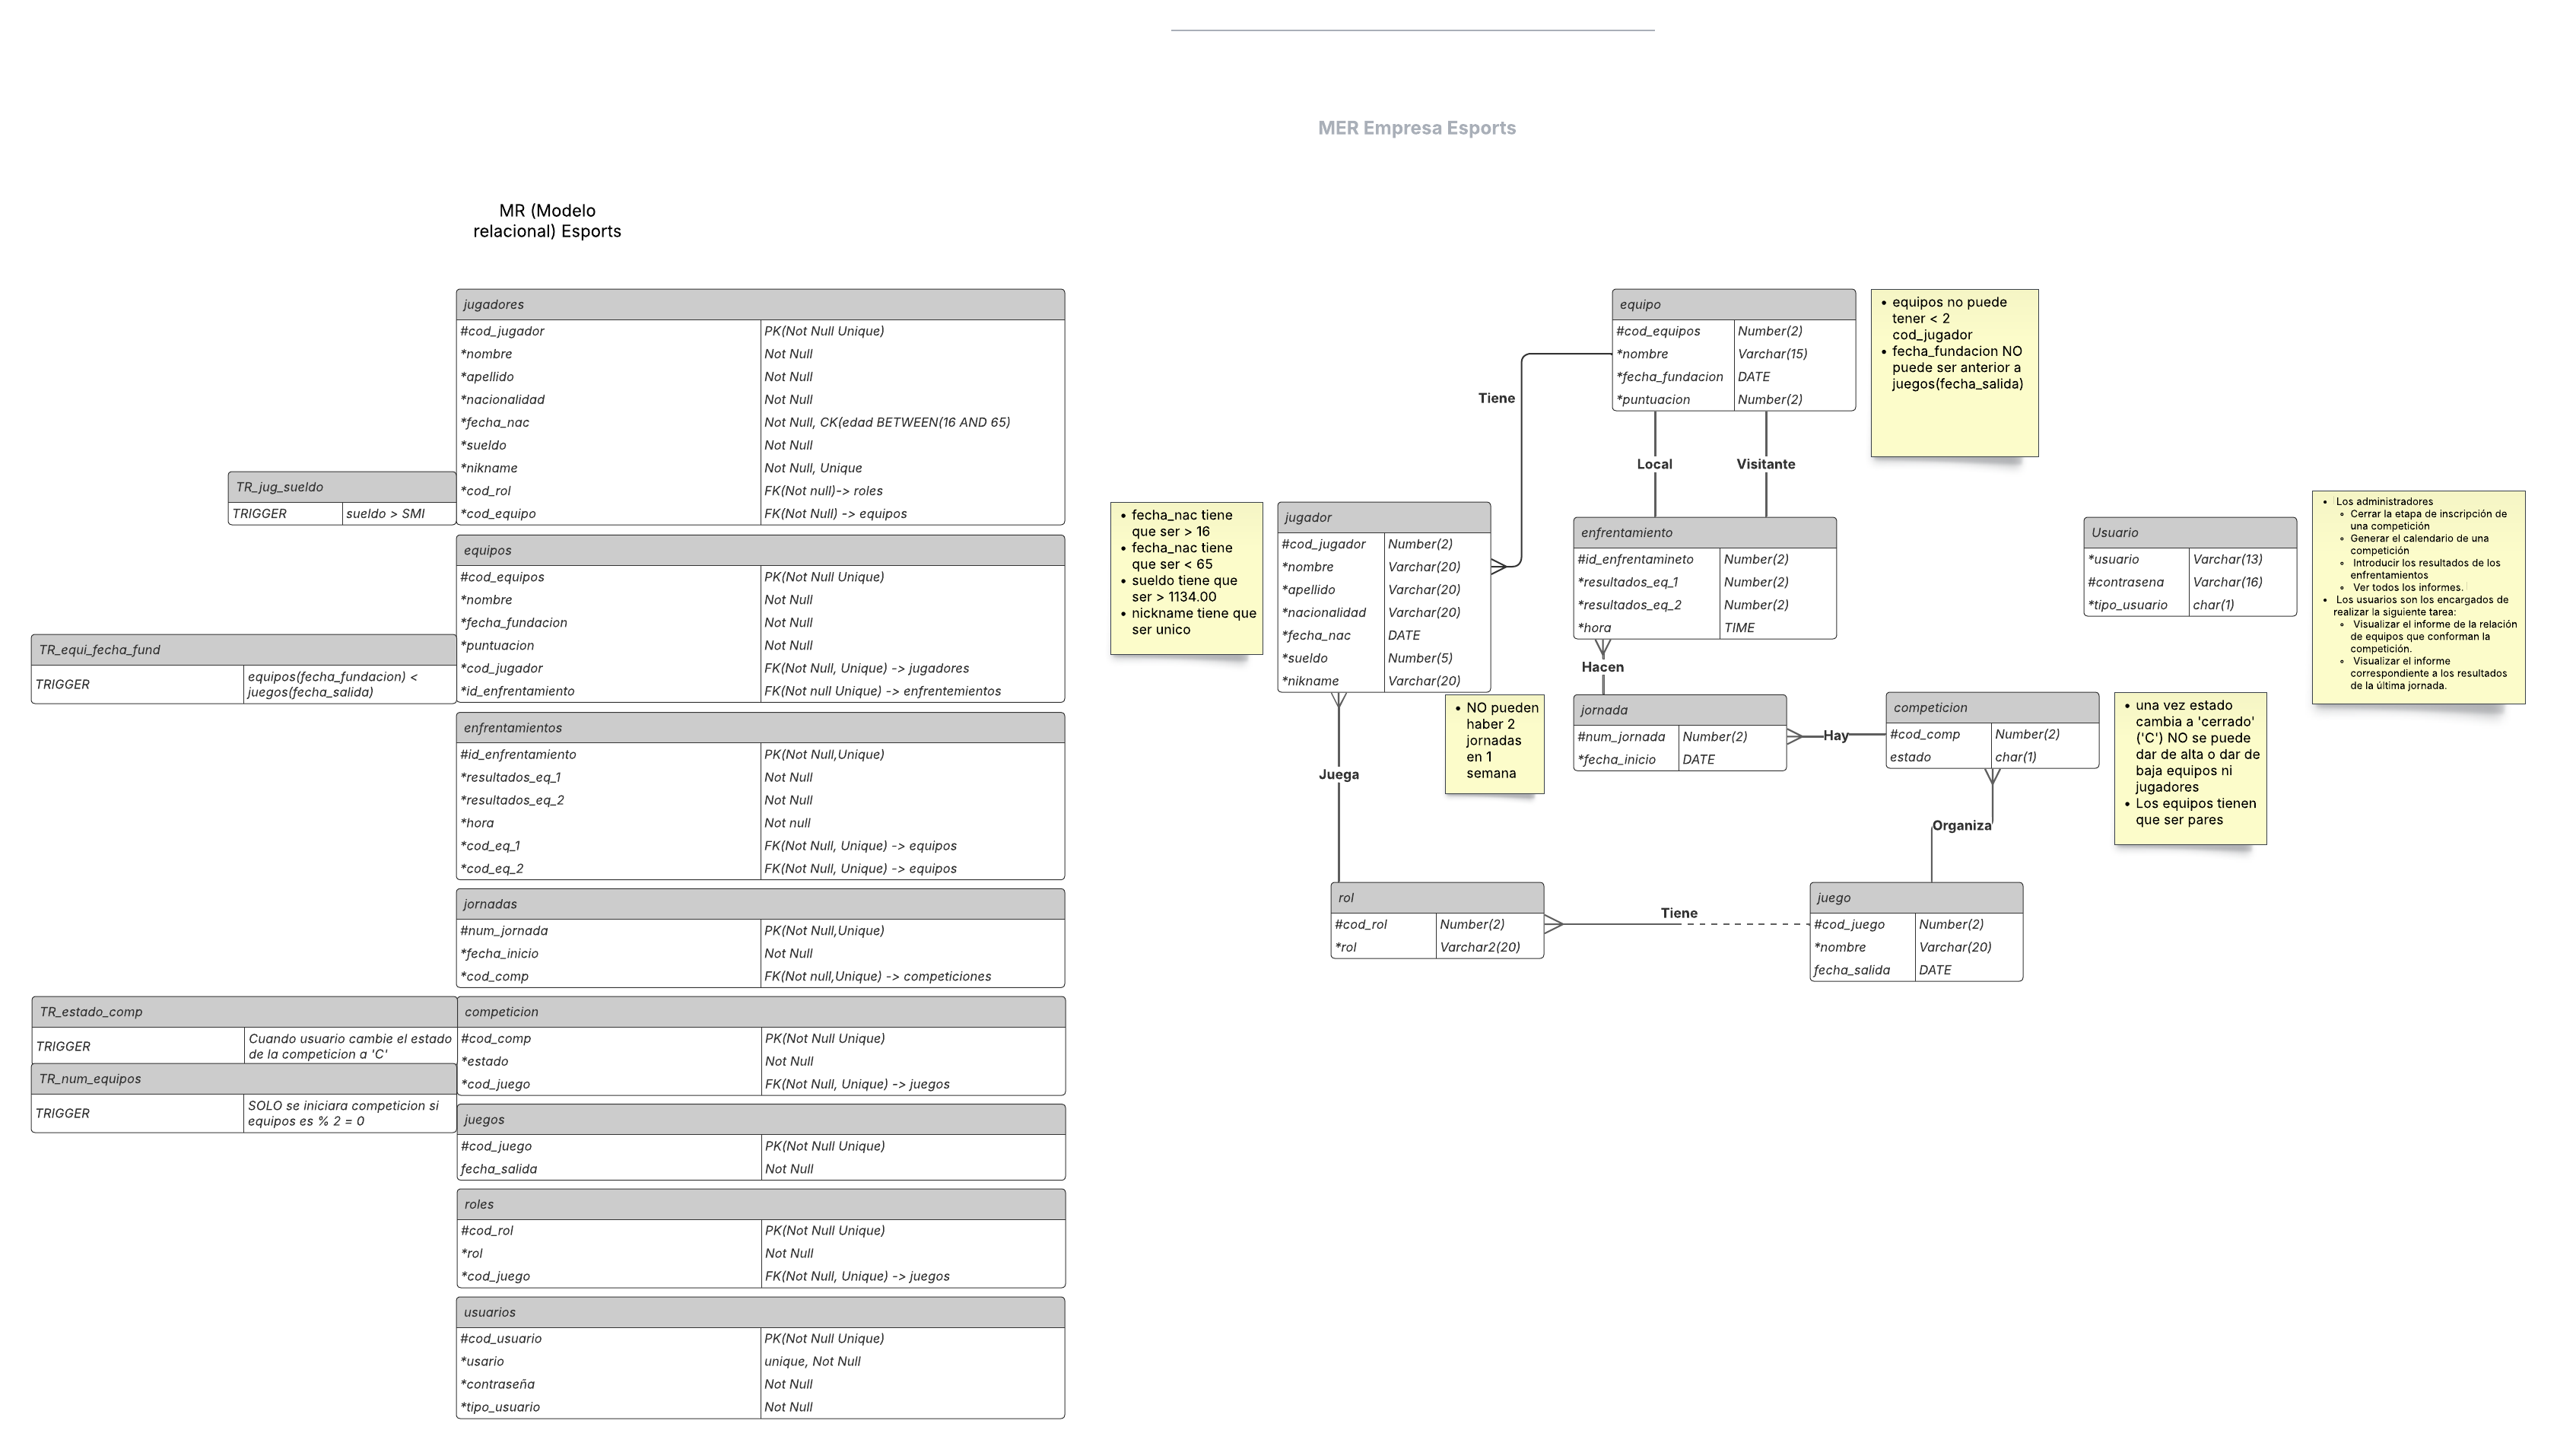 MER Empresa Esports
MR (Modelo
relacional) Esports
jugadores
#cod_jugador PK(Not Null Unique)
*nombre Not Null
*apellido Not Null
*nacionalidad Not Null
*fecha_nac Not Null, CK(edad BETWEEN(16 AND 65)
*sueldo Not Null
*nikname Not Null, Unique
*cod_rol FK(Not null)-> roles
*cod_equipo FK(Not Null) -> equipos
TR_jug_sueldo
TRIGGER sueldo > SMI
equipos
#cod_equipos PK(Not Null Unique)
*nombre Not Null
*fecha_fundacion Not Null
*puntuacion Not Null
*cod_jugador FK(Not Null, Unique) -> jugadores
*id_enfrentamiento FK(Not null Unique) -> enfrentemientos
TR_equi_fecha_fund
TRIGGER equipos(fecha_fundacion) <
juegos(fecha_salida)
enfrentamientos
#id_enfrentamiento PK(Not Null,Unique)
*resultados_eq_1 Not Null
*resultados_eq_2 Not Null
*hora Not null
*cod_eq_1 FK(Not Null, Unique) -> equipos
*cod_eq_2 FK(Not Null, Unique) -> equipos
jornadas
#num_jornada PK(Not Null,Unique)
*fecha_inicio Not Null
*cod_comp FK(Not null,Unique) -> competiciones
TR_estado_comp
TRIGGER Cuando usuario cambie el estado
de la competicion a 'C'
TR_num_equipos
TRIGGER SOLO se iniciara competicion si
equipos es % 2 = 0
competicion
#cod_comp PK(Not Null Unique)
*estado Not Null
*cod_juego FK(Not Null, Unique) -> juegos
juegos
#cod_juego PK(Not Null Unique)
fecha_salida Not Null
roles
#cod_rol PK(Not Null Unique)
*rol Not Null
*cod_juego FK(Not Null, Unique) -> juegos
usuarios
#cod_usuario PK(Not Null Unique)
*usario unique, Not Null
*contraseña Not Null
*tipo_usuario Not Null
equipo
#cod_equipos Number(2)
*nombre Varchar(15)
*fecha_fundacion DATE
*puntuacion Number(2)
• equipos no puede
tener < 2
cod_jugador
• fecha_fundacion NO
puede ser anterior a
juegos(fecha_salida)
Tiene
Local
Visitante
• fecha_nac tiene
que ser > 16
• fecha_nac tiene
que ser < 65
• sueldo tiene que
ser > 1134.00
• nickname tiene que
ser unico
jugador
#cod_jugador Number(2)
*nombre Varchar(20)
*apellido Varchar(20)
*nacionalidad Varchar(20)
*fecha_nac DATE
*sueldo Number(5)
*nikname Varchar(20)
enfrentamiento
#id_enfrentamineto Number(2)
*resultados_eq_1 Number(2)
*resultados_eq_2 Number(2)
*hora TIME
Usuario
*usuario Varchar(13)
#contrasena Varchar(16)
*tipo_usuario char(1)
• Los administradores
◦ Cerrar la etapa de inscripción de
una competición
◦ Generar el calendario de una
competición
◦ Introducir los resultados de los
enfrentamientos
◦ Ver todos los informes.
• Los usuarios son los encargados de
realizar la siguiente tarea:
◦ Visualizar el informe de la relación
de equipos que conforman la
competición.
◦ Visualizar el informe
correspondiente a los resultados
de la última jornada.
Hacen
• NO pueden
haber 2
jornadas
en 1
semana
jornada
#num_jornada Number(2)
*fecha_inicio DATE
Hay
competicion
#cod_comp Number(2)
estado char(1)
• una vez estado
cambia a 'cerrado'
('C') NO se puede
dar de alta o dar de
baja equipos ni
jugadores
• Los equipos tienen
que ser pares
Juega
Organiza
rol
#cod_rol Number(2)
*rol Varchar2(20)
Tiene
juego
#cod_juego Number(2)
*nombre Varchar(20)
fecha_salida DATE